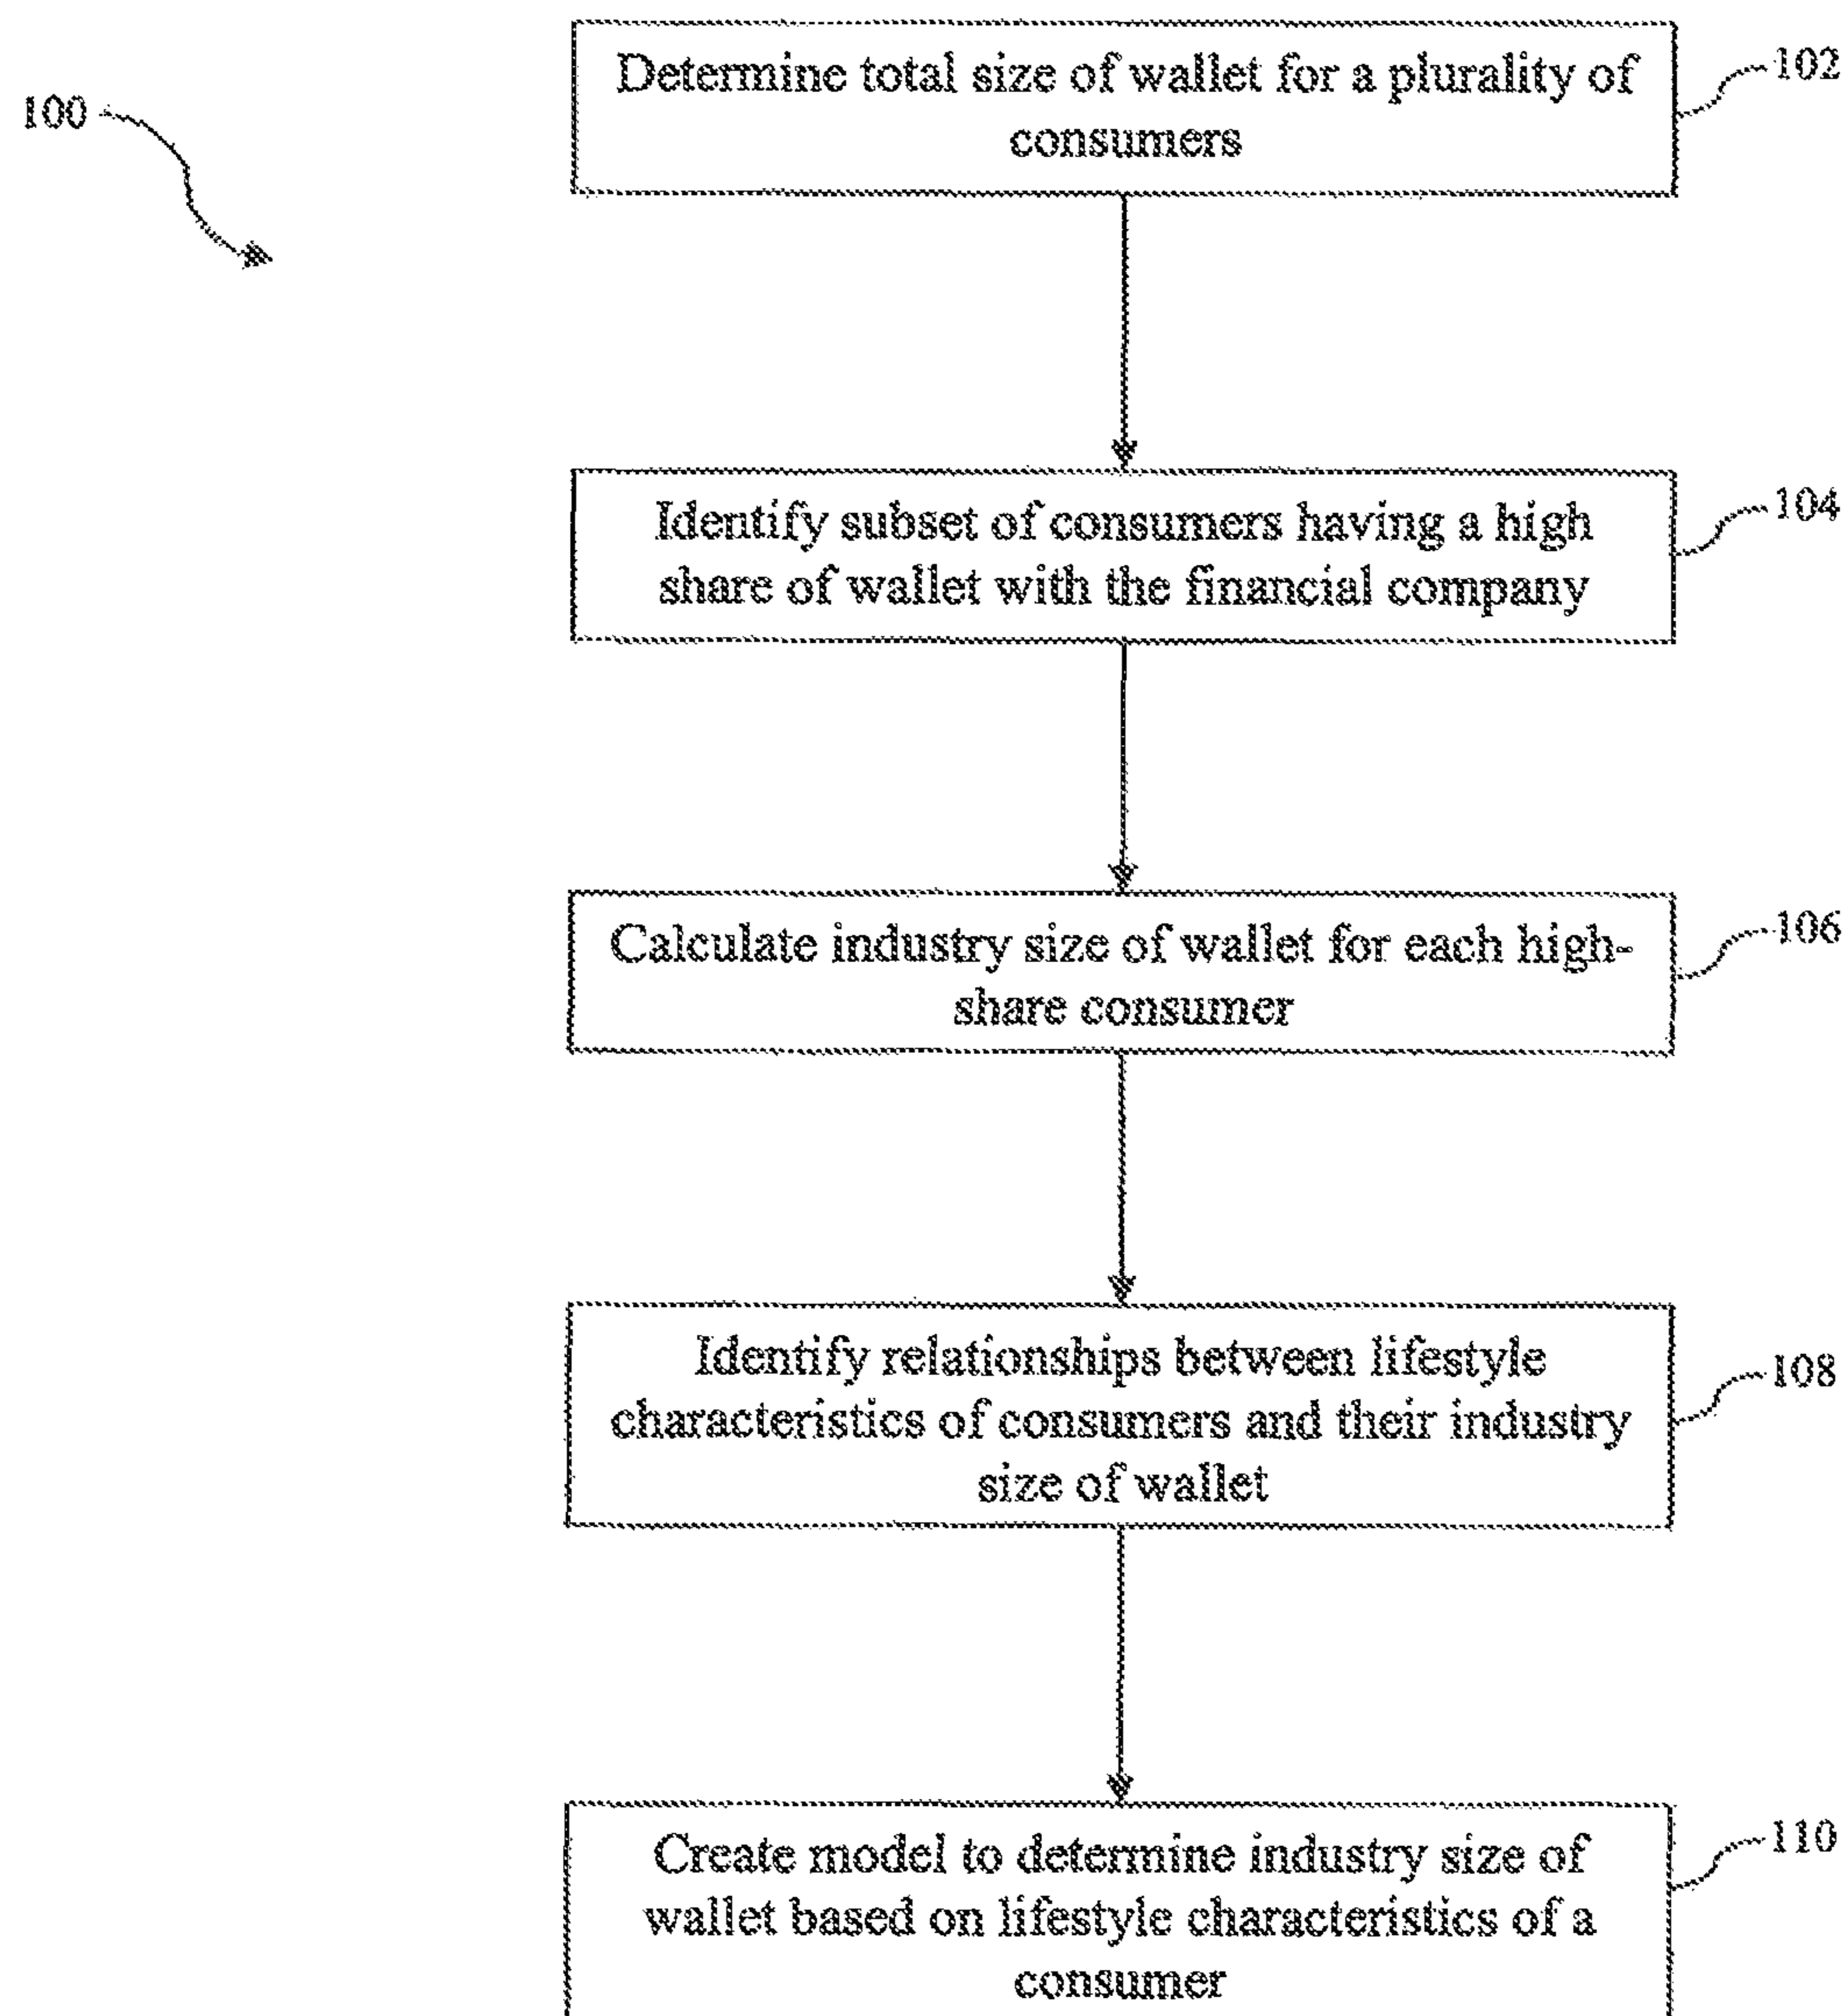 100
Determine total size of wallet for a plurality of
consumers
102
Identify subset of consumers having a high
share of wallet with the financial company
104
Calculate industry size of wallet for each high-
share consumer
106
Identify relationships between lifestyle
characteristics of consumers and their industry
size of wallet
108
Create model to determine industry size of
wallet based on lifestyle characteristics of a
consumer
110